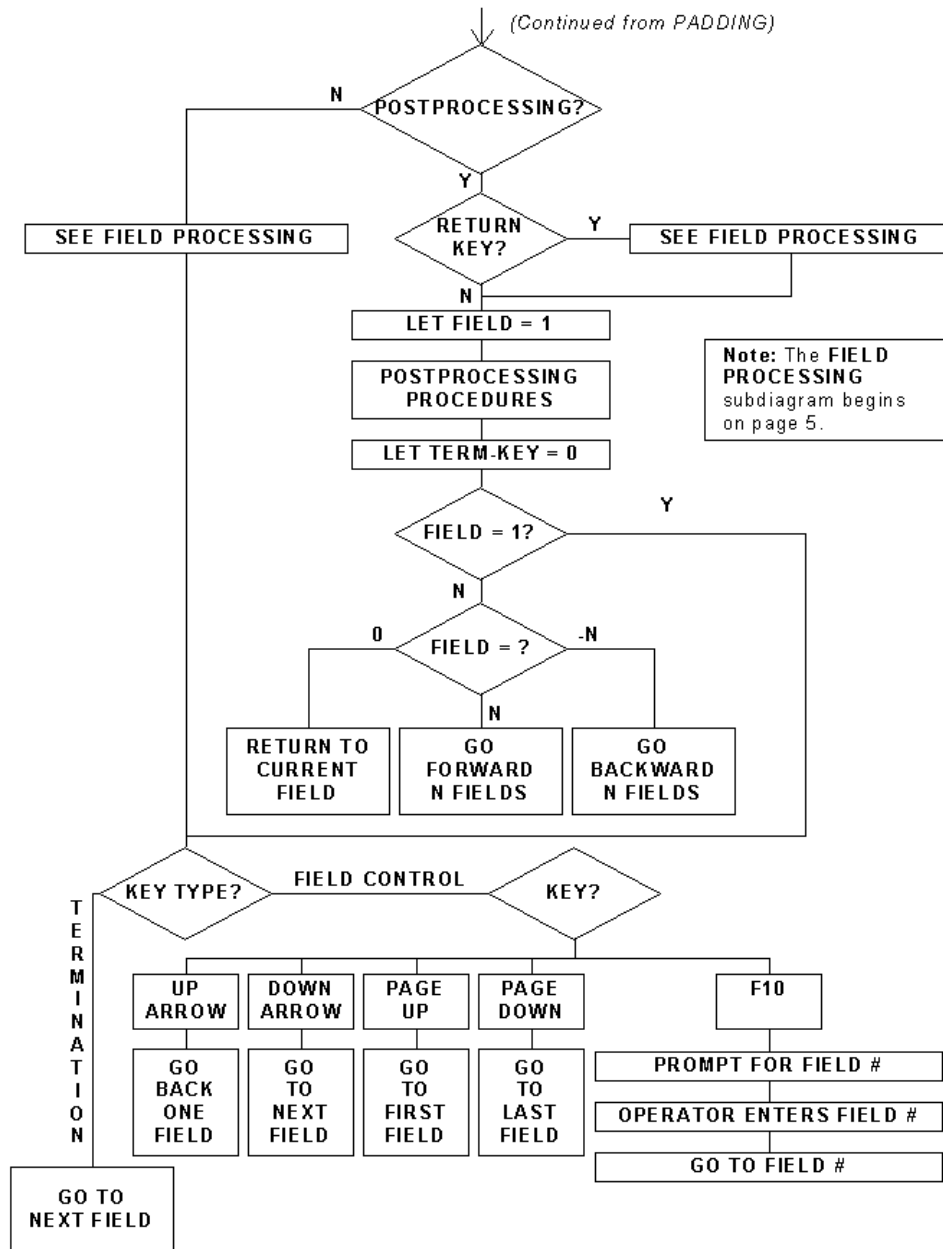 (Continued from PADDING)
N
POSTPROCESSING?
Y
SEE FIELD PROCESSING
RETURN
KEY?
Y
SEE FIELD PROCESSING
N
LET FIELD = 1
Note: The FIELD
PROCESSING
subdiagram begins
on page 5.
POSTPROCESSING
PROCEDURES
LET TERM-KEY = 0
Y
FIELD = 1?
N
0
FIELD = ?
-N
N
RETURN TO
CURRENT
FIELD
GO
FORWARD
N FIELDS
GO
BACKWARD
N FIELDS
KEY TYPE?
FIELD CONTROL
KEY?
TERMINATION
UP
ARROW
DOWN
ARROW
PAGE
UP
PAGE
DOWN
F10
GO
BACK
ONE
FIELD
GO
TO
NEXT
FIELD
GO
TO
FIRST
FIELD
GO
TO
LAST
FIELD
PROMPT FOR FIELD #
OPERATOR ENTERS FIELD #
GO TO FIELD #
GO TO
NEXT FIELD